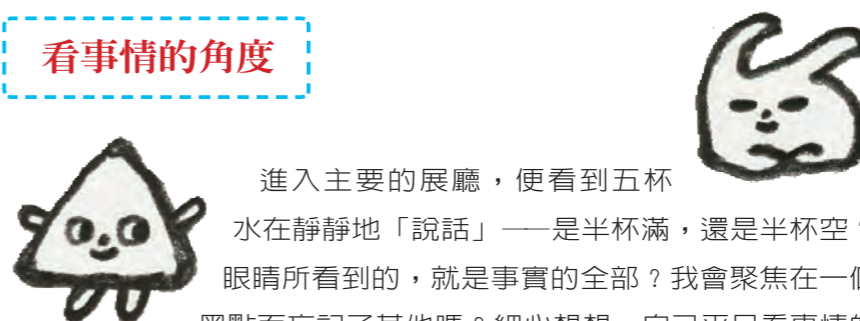 看事情的角度
進入主要的展廳，便看到五杯
水在靜靜地「說話」——是半杯滿，還是半杯空？
眼睛所看到的，就是事實的全部？我會聚焦在一個